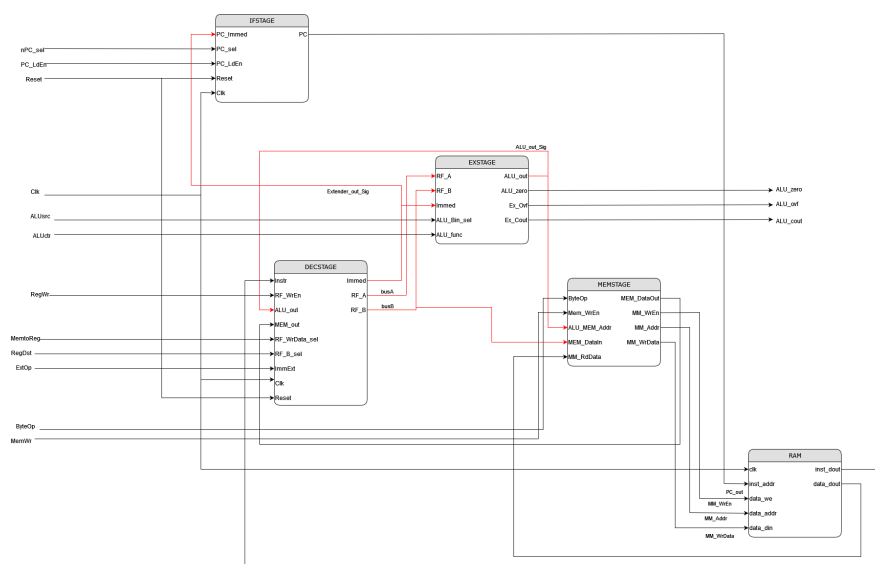 IFSTAGE
PC_Immed
PC
nPC_sel
PC_sel
PC_LdEn
PC_LdEn
Reset
Reset
Clk
ALU_out_Sig
EXSTAGE
RF_A
ALU_out
Clk
Extender_out_Sig
RF_B
ALU_zero
ALU_zero
Immed
Ex_Ovf
ALU_ovf
ALUsrc
ALU_Bin_sel
Ex_Cout
ALU_cout
ALUctr
ALU_func
DECSTAGE
Instr
Immed
RegWr
RF_WrEn
RF_A
busA
ALU_out
RF_B
busB
MEM_out
MemtoReg
RF_WrData_sel
RegDst
RF_B_sel
ExtOp
ImmExt
Clk
Reset
MEMSTAGE
ByteOp
MEM_DataOut
Mem_WrEn
MM_WrEn
ALU_MEM_Addr
MM_Addr
MEM_DataIn
MM_WrData
MM_RdData
ByteOp
MemWr
RAM
clk
inst_dout
inst_addr
data_dout
PC_out
data_we
MM_WrEn
data_addr
MM_Addr
data_din
MM_WrData